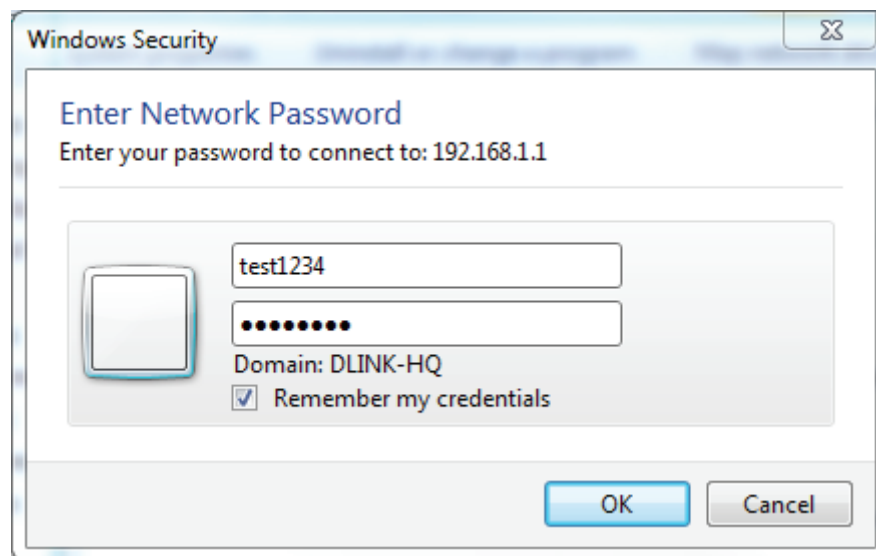 Windows Security
Enter Network Password
Enter your password to connect to: 192.168.1.1
test1234
●●●●●●●●
Domain: DLINK-HQ
Remember my credentials
OK
Cancel